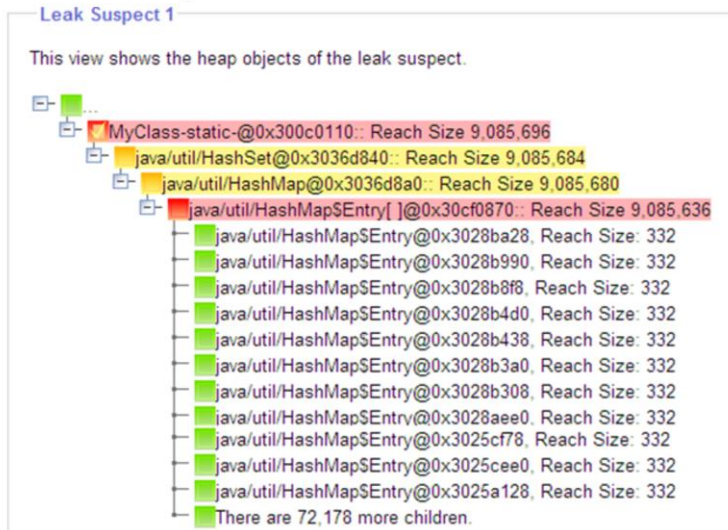 Leak Suspect 1
This view shows the heap objects of the leak suspect.
...
MyClass-static-@0x300c0110:: Reach Size 9,085,696
java/util/HashSet@0x3036d840:: Reach Size 9,085,684
java/util/HashMap@0x3036d8a0:: Reach Size 9,085,680
java/util/HashMap$Entry[ ]@0x30cf0870:: Reach Size 9,085,636
java/util/HashMap$Entry@0x3028ba28, Reach Size: 332
java/util/HashMap$Entry@0x3028b990, Reach Size: 332
java/util/HashMap$Entry@0x3028b8f8, Reach Size: 332
java/util/HashMap$Entry@0x3028b4d0, Reach Size: 332
java/util/HashMap$Entry@0x3028b438, Reach Size: 332
java/util/HashMap$Entry@0x3028b3a0, Reach Size: 332
java/util/HashMap$Entry@0x3028b308, Reach Size: 332
java/util/HashMap$Entry@0x3028aee0, Reach Size: 332
java/util/HashMap$Entry@0x3025cf78, Reach Size: 332
java/util/HashMap$Entry@0x3025cee0, Reach Size: 332
java/util/HashMap$Entry@0x3025a128, Reach Size: 332
There are 72,178 more children.